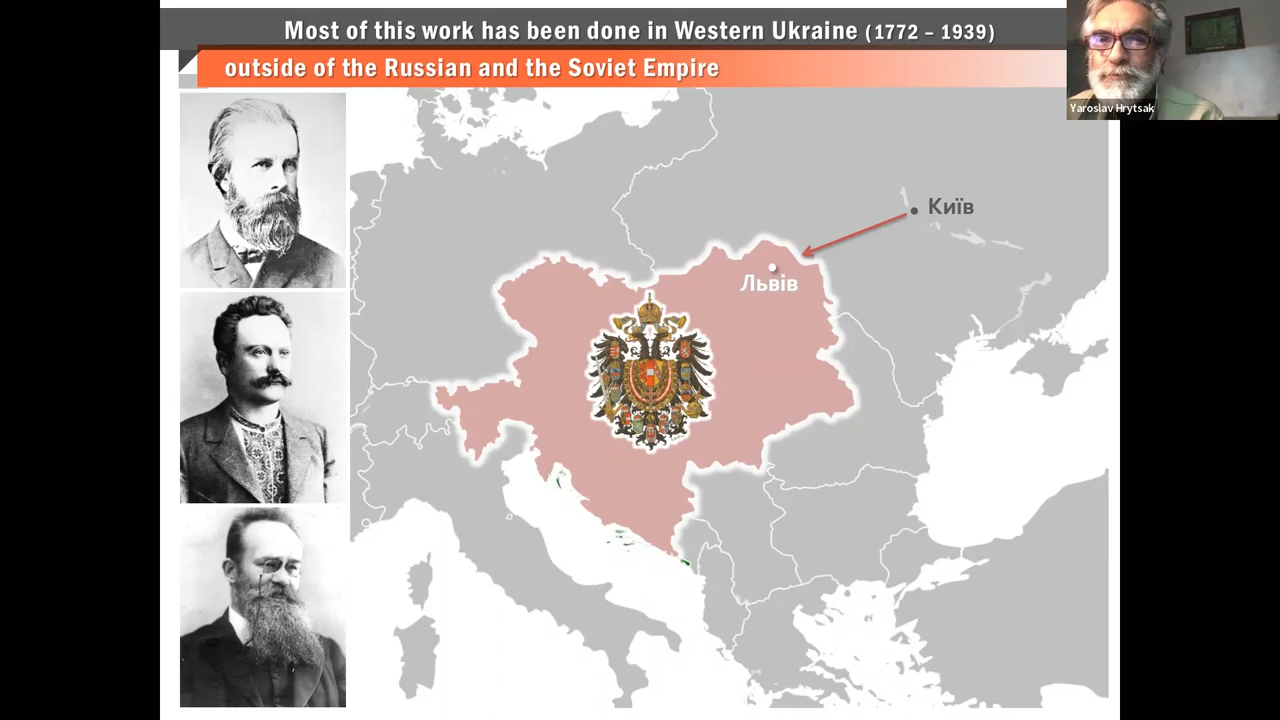 Most of this work has been done in Western Ukraine (1772 – 1939)
outside of the Russian and the Soviet Empire
Yaroslav Hrytsak
Київ
Львів